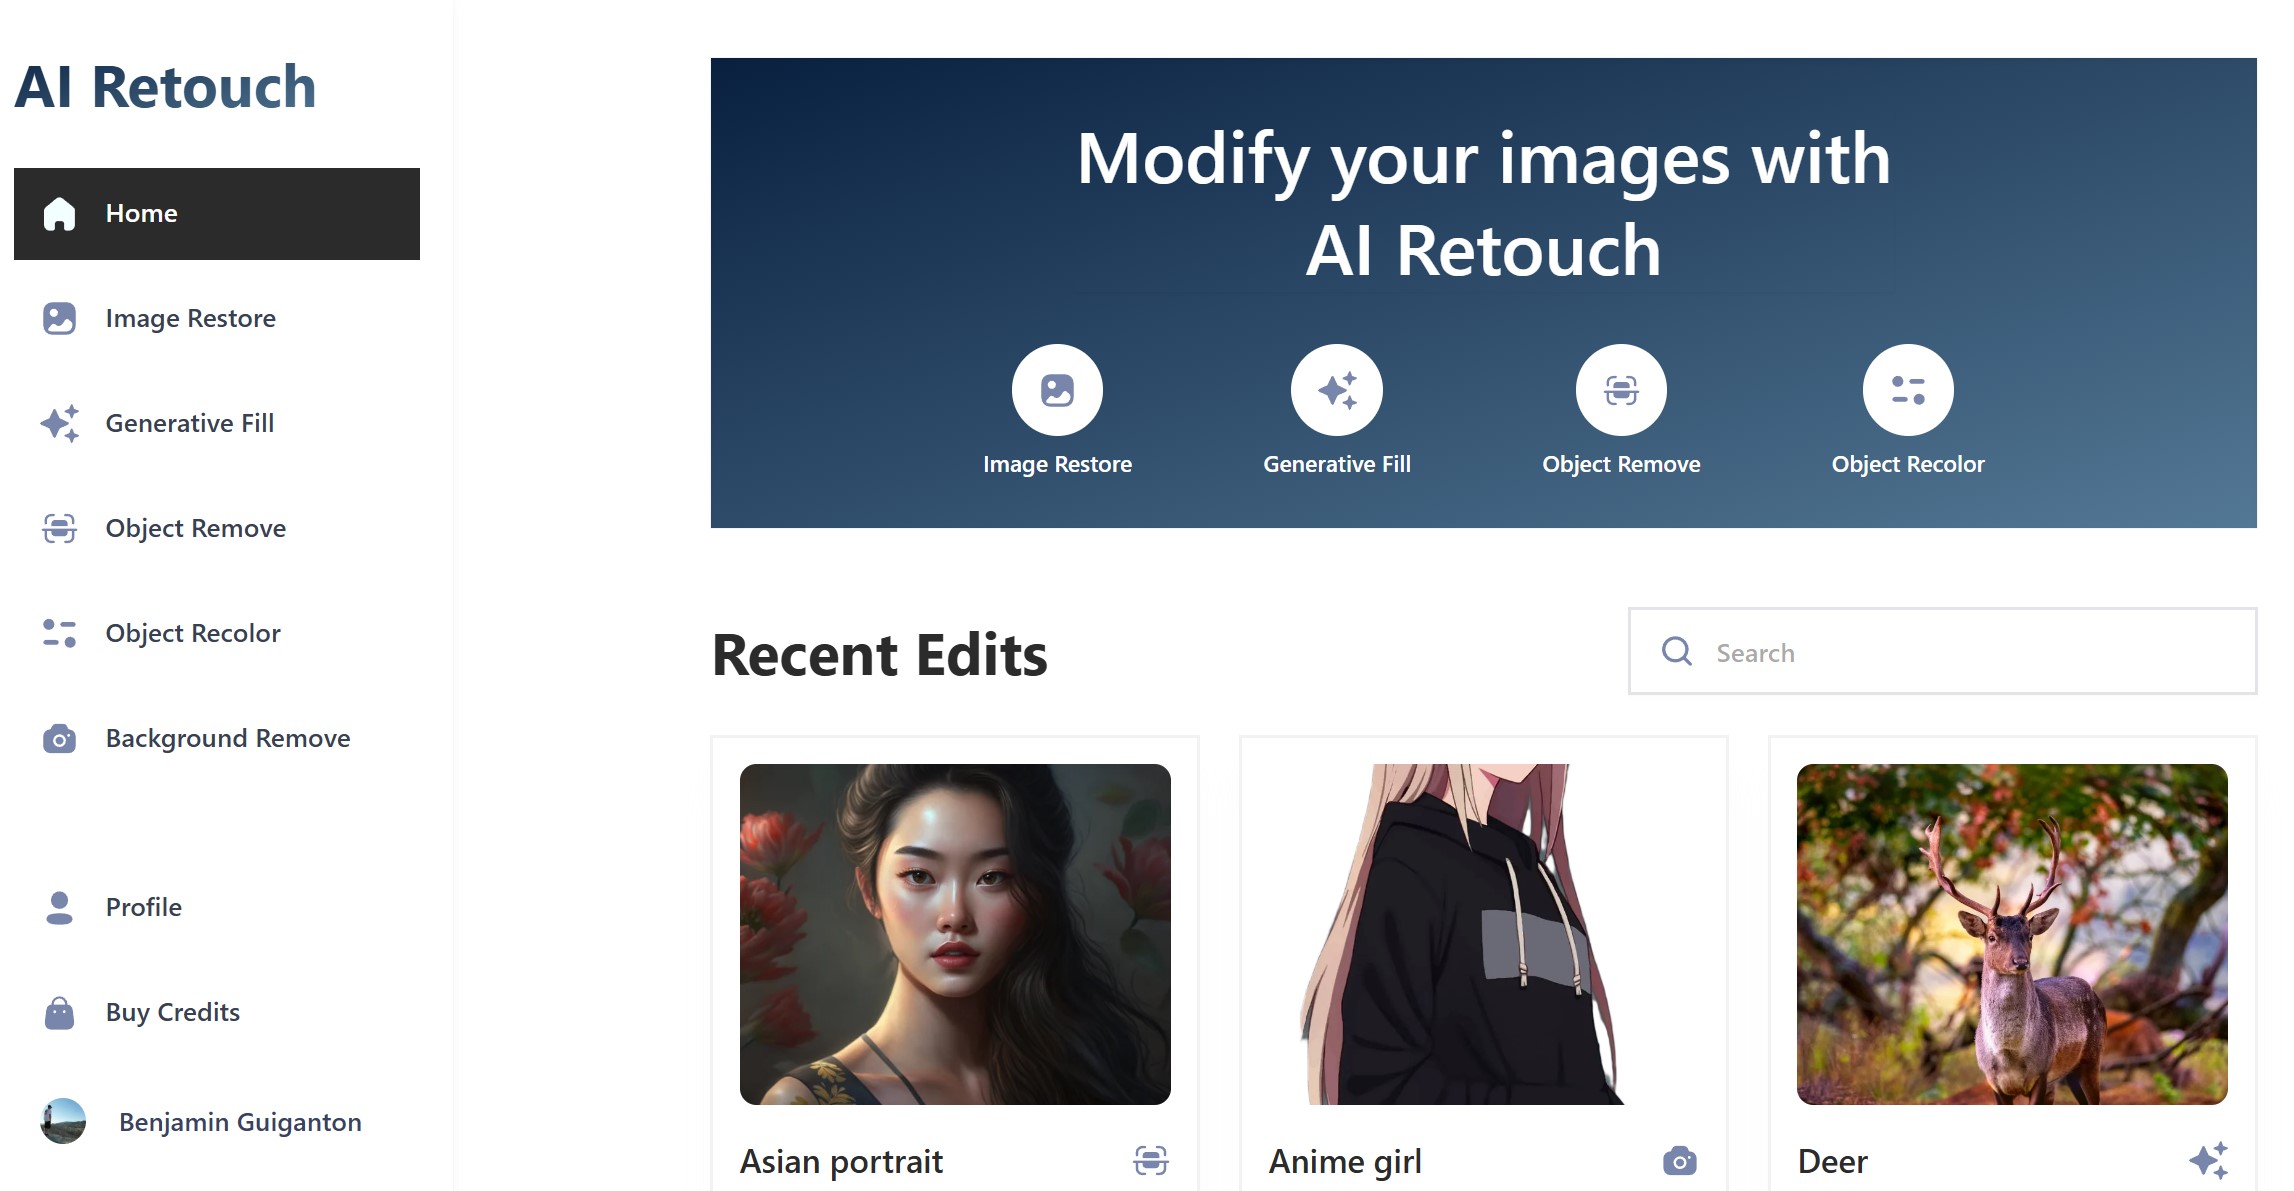 AI Retouch
Home
Image Restore
Generative Fill
Object Remove
Object Recolor
Background Remove
Profile
Buy Credits
Benjamin Guiganton
Modify your images with
AI Retouch
Image Restore
Generative Fill
Object Remove
Object Recolor
Recent Edits
Search
Asian portrait
Anime girl
Deer